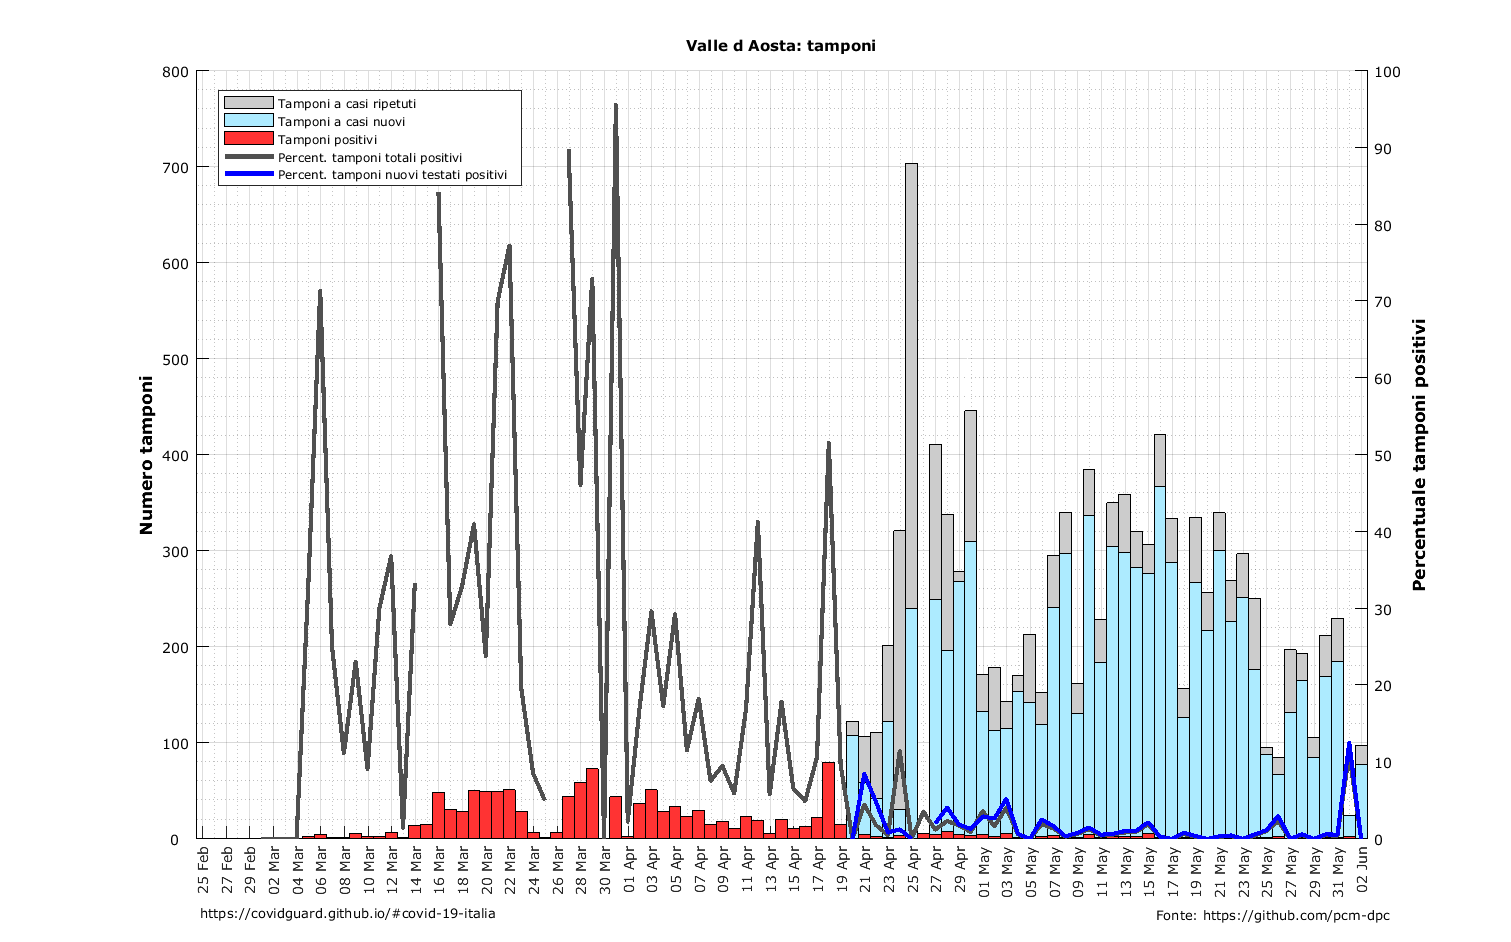 Valle d Aosta: tamponi
Tamponi a casi ripetuti
Tamponi a casi nuovi
Tamponi positivi
Percent. tamponi totali positivi
Percent. tamponi nuovi testati positivi
Numero tamponi
800
700
600
500
400
300
200
100
0
Percentuale tamponi positivi
100
90
80
70
60
50
40
30
20
10
0
25 Feb
27 Feb
29 Feb
02 Mar
04 Mar
06 Mar
08 Mar
10 Mar
12 Mar
14 Mar
16 Mar
18 Mar
20 Mar
22 Mar
24 Mar
26 Mar
28 Mar
30 Mar
01 Apr
03 Apr
05 Apr
07 Apr
09 Apr
11 Apr
13 Apr
15 Apr
17 Apr
19 Apr
21 Apr
23 Apr
25 Apr
27 Apr
29 Apr
01 May
03 May
05 May
07 May
09 May
11 May
13 May
15 May
17 May
19 May
21 May
23 May
25 May
27 May
29 May
31 May
02 Jun
https://covidguard.github.io/#covid-19-italia
Fonte: https://github.com/pcm-dpc